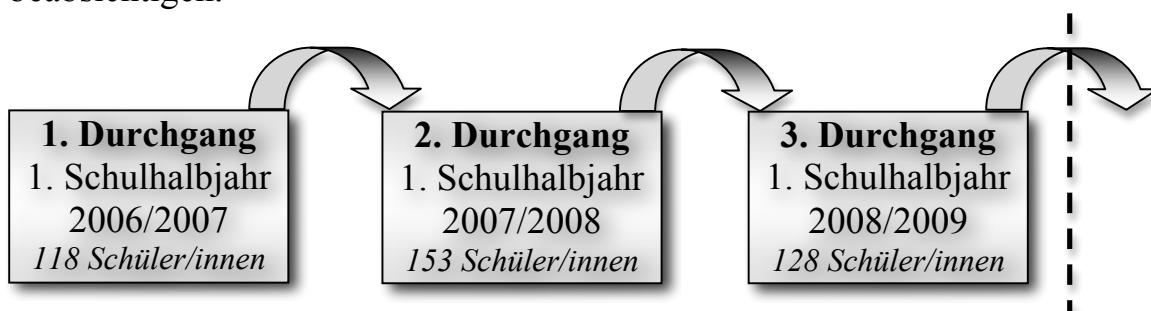 beabsichtigen.
1. Durchgang
1. Schulhalbjahr
2006/2007
118 Schüler/innen
2. Durchgang
1. Schulhalbjahr
2007/2008
153 Schüler/innen
3. Durchgang
1. Schulhalbjahr
2008/2009
128 Schüler/innen